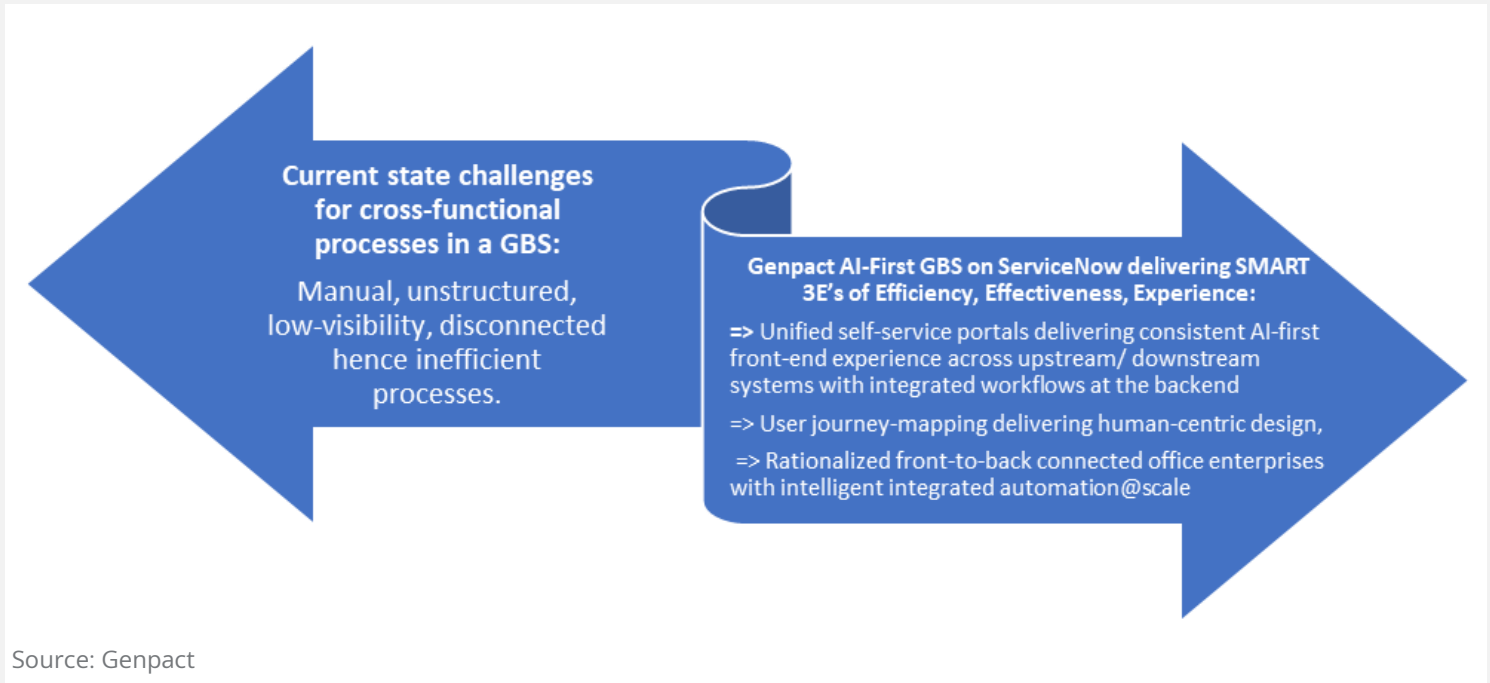 Current state challenges
for cross-functional
processes in a GBS:
Manual, unstructured,
low-visibility, disconnected
hence inefficient
processes.
Genpact AI-First GBS on ServiceNow delivering SMART
3E’s of Efficiency, Effectiveness, Experience:
=> Unified self-service portals delivering consistent AI-first
front-end experience across upstream/ downstream
systems with integrated workflows at the backend
=> User journey-mapping delivering human-centric design,
=> Rationalized front-to-back connected office enterprises
with intelligent integrated automation@scale
Source: Genpact